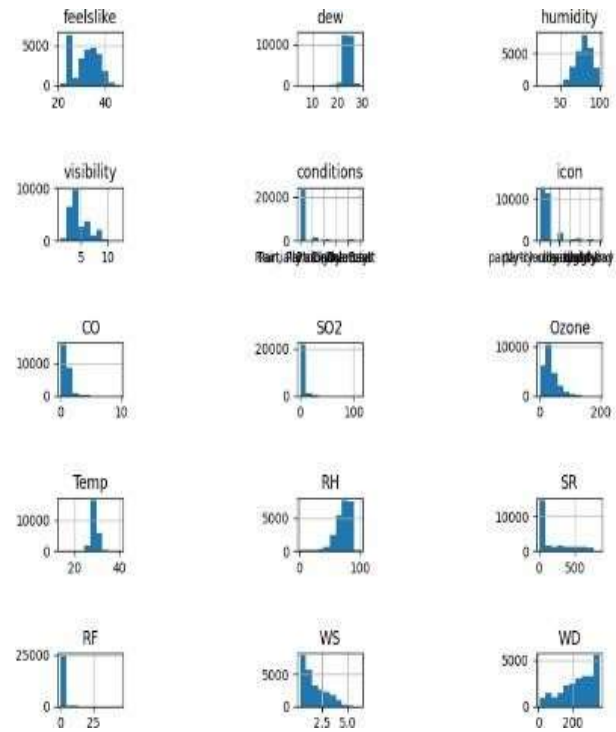 feelslike dew humidity
5000 10000 5000
0 0 0
20 40 10 20 30 50 100
visibility conditions icon
10000 20000 10000
0 0 0
5 10
CO SO2 Ozone
10000 20000 10000
0 0 0
0 10 0 100 0 200
Temp RH SR
10000 5000 10000
0 0 0
20 40 0 100 0 500
RF WS WD
25000 5000 5000
0 0 0
0 25 2.5 5.0 0 200